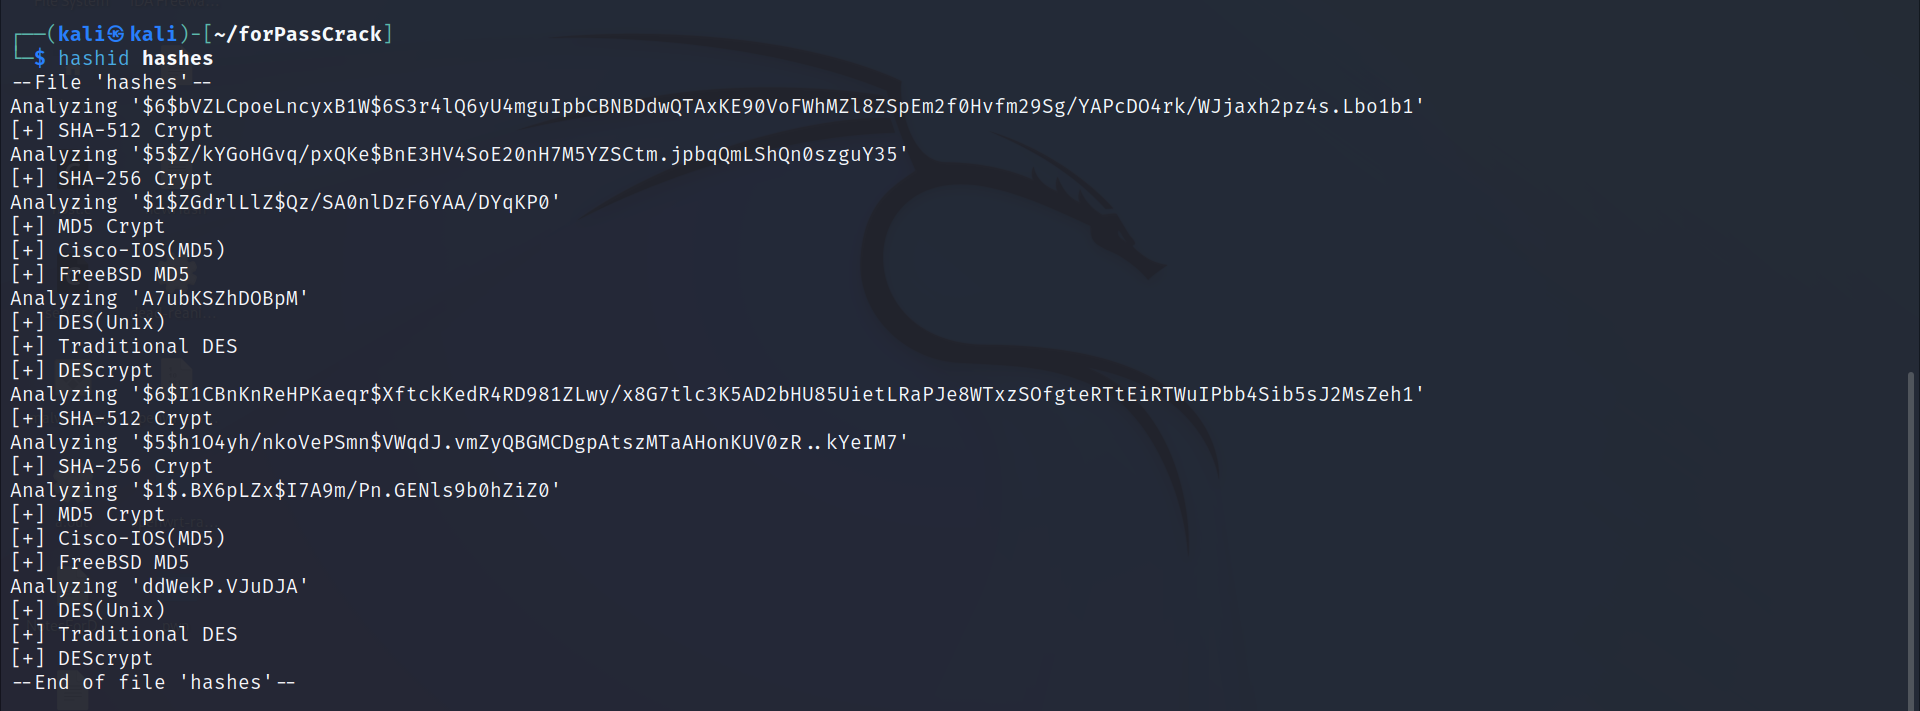 ┌──(kali㉿kali)-[~/forPassCrack]
└─$ hashid hashes
--File 'hashes'--
Analyzing '$6$bVZLCpoeLncyxB1W$6S3r4lQ6yU4mguIpbCBNBDdwQTAxKE90VoFWhMZl8ZSpEm2f0Hvfm29Sg/YAPcDO4rk/WJjaxh2pz4s.Lbo1b1'
[+] SHA-512 Crypt
Analyzing '$5$Z/kYGoHGvq/pxQKe$BnE3HV4SoE20nH7M5YZSCtm.jpbqQmLShQn0szguY35'
[+] SHA-256 Crypt
Analyzing '$1$ZGdrlLlZ$Qz/SA0nlDzF6YAA/DYqKP0'
[+] MD5 Crypt
[+] Cisco-IOS(MD5)
[+] FreeBSD MD5
Analyzing 'A7ubKSZhDOBpM'
[+] DES(Unix)
[+] Traditional DES
[+] DEScrypt
Analyzing '$6$I1CBnKnReHPKaeqr$XftckKedR4RD981ZLwy/x8G7tlc3K5AD2bHU85UietLRaPJe8WTxzSOfgteRTtEiRTWuIPbb4Sib5sJ2MsZeh1'
[+] SHA-512 Crypt
Analyzing '$5$h1O4yh/nkoVePSmn$VWqdJ.vmZyQBGMCDgpAtszMTaAHonKUV0zR..kYeIM7'
[+] SHA-256 Crypt
Analyzing '$1$.BX6pLZx$I7A9m/Pn.GENls9b0hZiZ0'
[+] MD5 Crypt
[+] Cisco-IOS(MD5)
[+] FreeBSD MD5
Analyzing 'ddWekP.VJuDJA'
[+] DES(Unix)
[+] Traditional DES
[+] DEScrypt
--End of file 'hashes'--